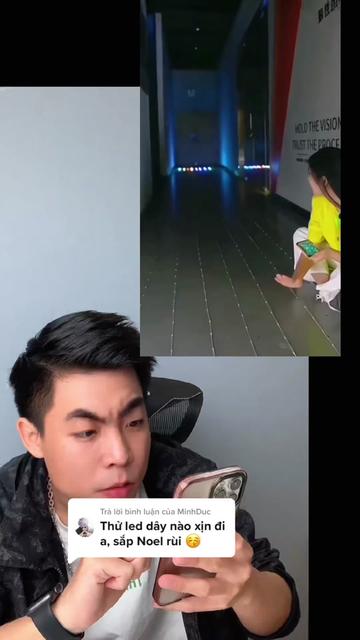 HOLD THE VISION
TRUST THE PROCE
Trả lời bình luận của MinhDuc
Thử led dây nào xịn đi
a, sắp Noel rùi 😚